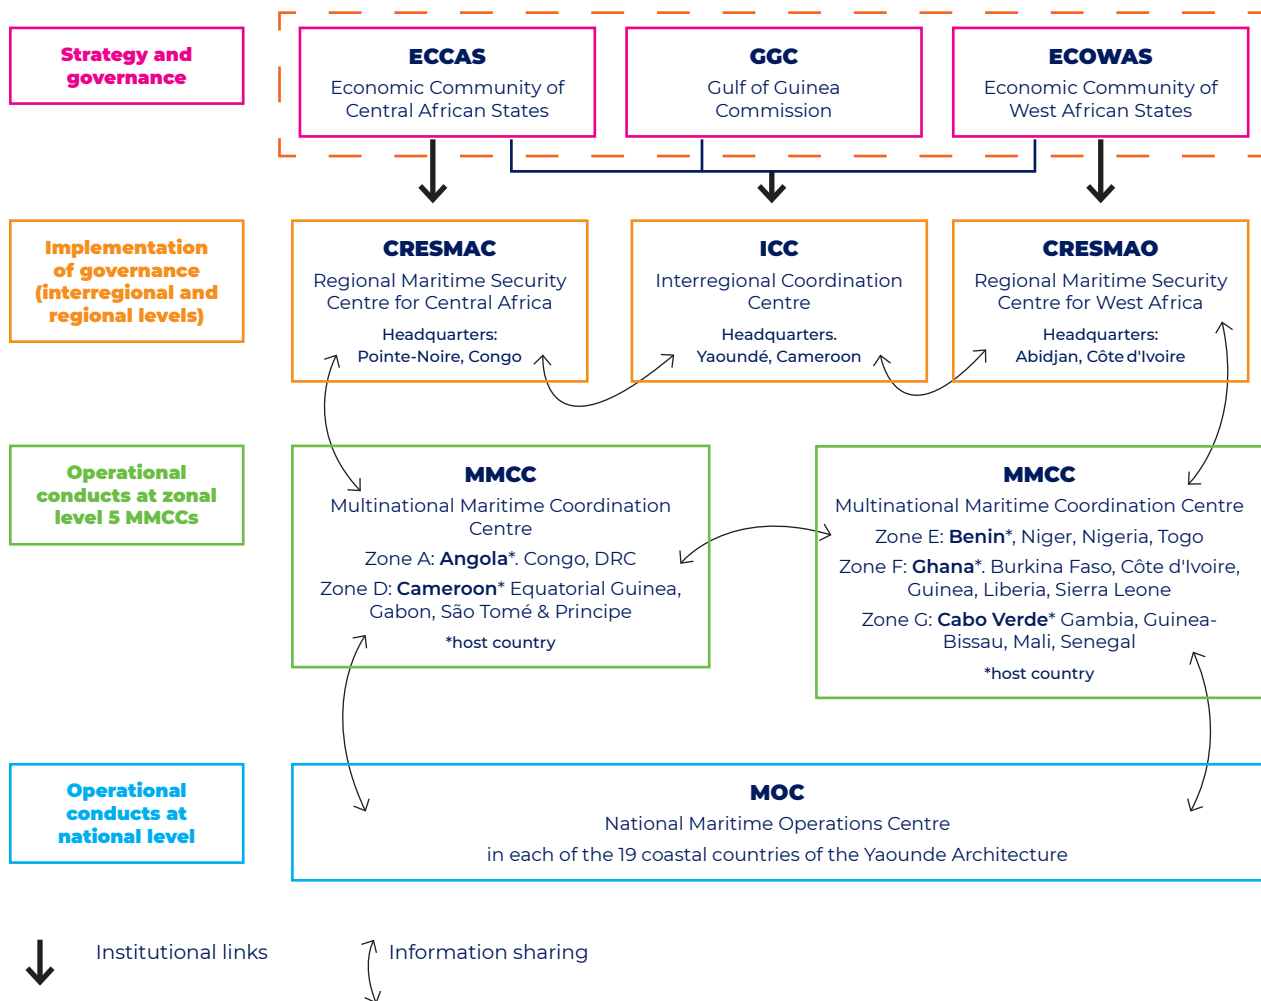 Strategy and
governance
ECCAS
Economic Community of
Central African States
GGC
Gulf of Guinea
Commission
ECOWAS
Economic Community of
West African States
Implementation
of governance
(interregional and
regional levels)
CRESMAC
Regional Maritime Security
Centre for Central Africa
Headquarters:
Pointe-Noire, Congo
ICC
Interregional Coordination
Centre
Headquarters.
Yaoundé, Cameroon
CRESMAO
Regional Maritime Security
Centre for West Africa
Headquarters:
Abidjan, Côte d'Ivoire
Operational
conducts at zonal
level 5 MMCCs
MMCC
Multinational Maritime Coordination
Centre
Zone A: Angola*. Congo, DRC
Zone D: Cameroon* Equatorial Guinea,
Gabon, São Tomé & Principe
*host country
MMCC
Multinational Maritime Coordination Centre
Zone E: Benin*, Niger, Nigeria, Togo
Zone F: Ghana*. Burkina Faso, Côte d'Ivoire,
Guinea, Liberia, Sierra Leone
Zone G: Cabo Verde* Gambia, Guinea-
Bissau, Mali, Senegal
*host country
Operational
conducts at
national level
MOC
National Maritime Operations Centre
in each of the 19 coastal countries of the Yaounde Architecture
Institutional links
Information sharing